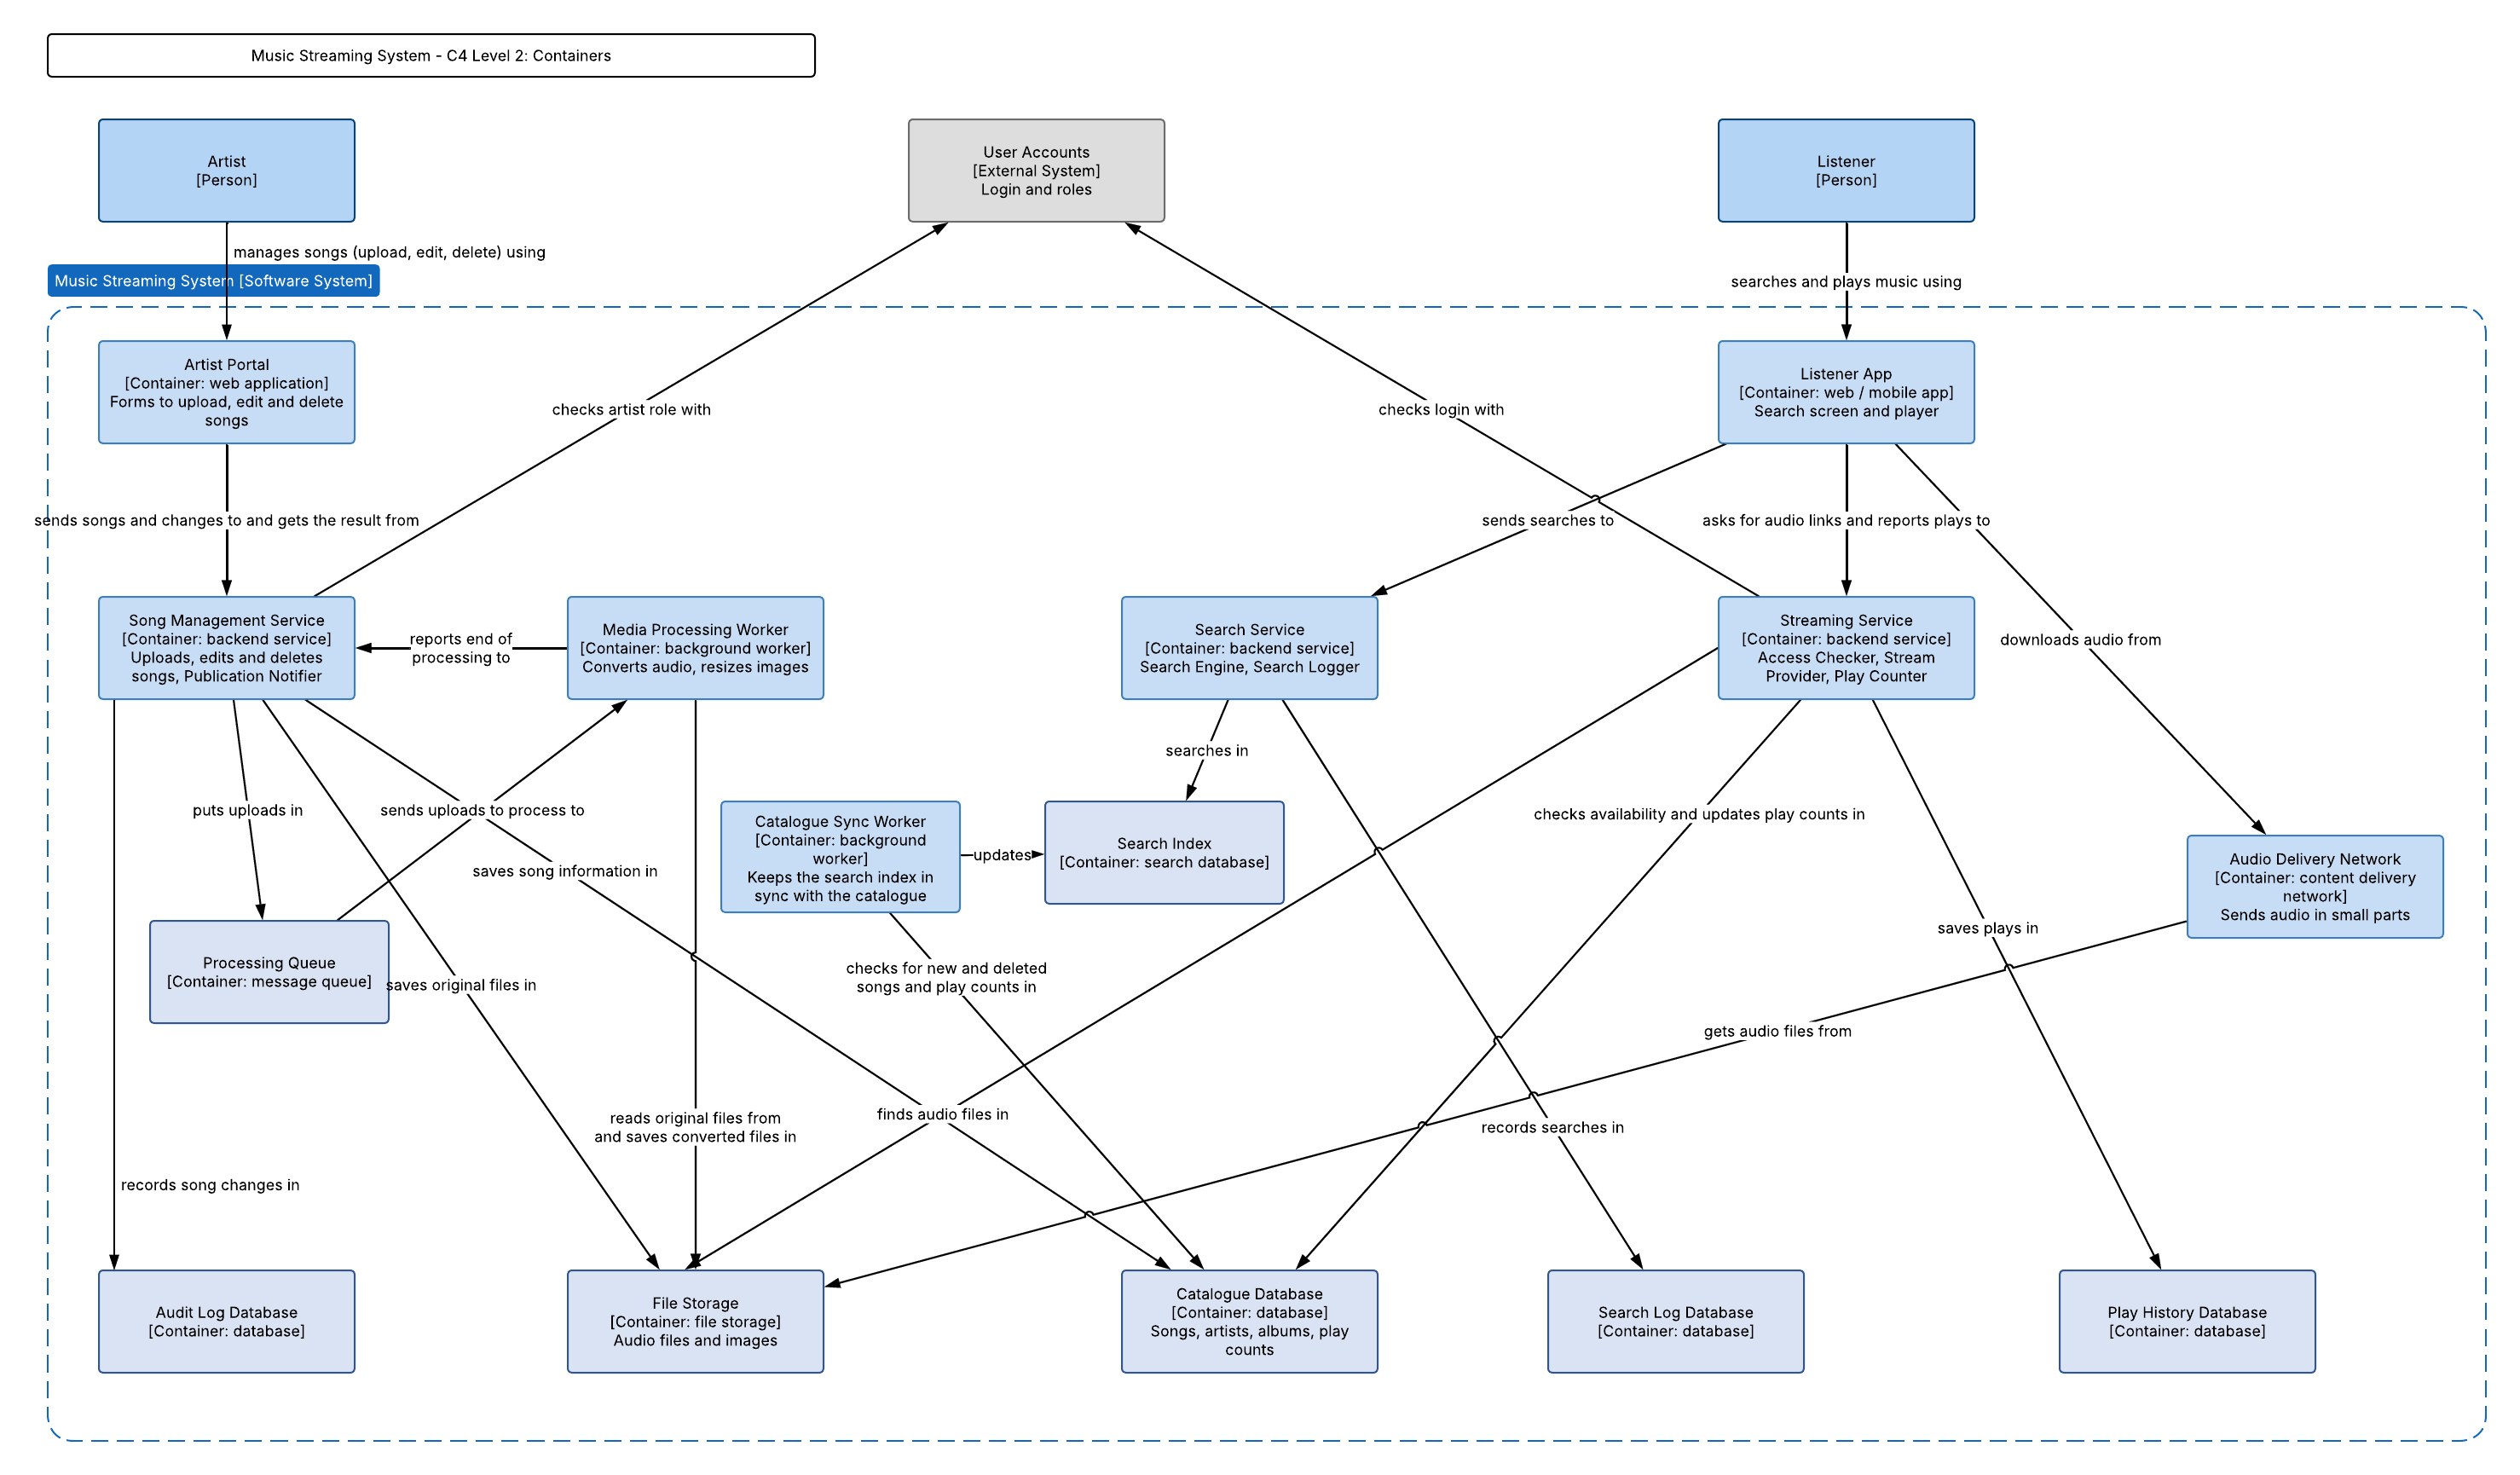 Music Streaming System - C4 Level 2: Containers
Artist
[Person]
User Accounts
[External System]
Login and roles
Listener
[Person]
manages songs (upload, edit, delete) using
Music Streaming System [Software System]
searches and plays music using
Artist Portal
[Container: web application]
Forms to upload, edit and delete
songs
Listener App
[Container: web / mobile app]
Search screen and player
checks artist role with
checks login with
sends songs and changes to and gets the result from
sends searches to
asks for audio links and reports plays to
Song Management Service
[Container: backend service]
Uploads, edits and deletes
songs, Publication Notifier
reports end of
processing to
Media Processing Worker
[Container: background worker]
Converts audio, resizes images
Search Service
[Container: backend service]
Search Engine, Search Logger
Streaming Service
[Container: backend service]
Access Checker, Stream
Provider, Play Counter
downloads audio from
searches in
puts uploads in
sends uploads to process to
checks availability and updates play counts in
Catalogue Sync Worker
[Container: background
worker]
Keeps the search index in
sync with the catalogue
updates
Search Index
[Container: search database]
saves song information in
Audio Delivery Network
[Container: content delivery
network]
Sends audio in small parts
saves plays in
Processing Queue
[Container: message queue]
saves original files in
checks for new and deleted
songs and play counts in
gets audio files from
reads original files from
and saves converted files in
finds audio files in
records searches in
records song changes in
Audit Log Database
[Container: database]
File Storage
[Container: file storage]
Audio files and images
Catalogue Database
[Container: database]
Songs, artists, albums, play
counts
Search Log Database
[Container: database]
Play History Database
[Container: database]